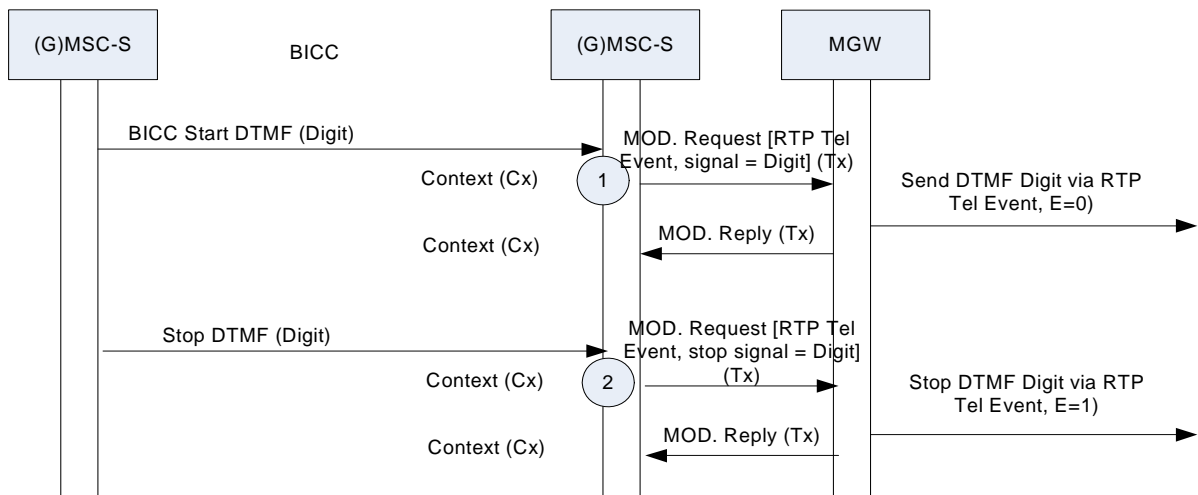 (G)MSC-S
BICC
(G)MSC-S
MGW
BICC Start DTMF (Digit)
MOD. Request [RTP Tel
Event, signal = Digit] (Tx)
Context (Cx)
1
Send DTMF Digit via RTP
Tel Event, E=0)
Context (Cx)
MOD. Reply (Tx)
Stop DTMF (Digit)
MOD. Request [RTP Tel
Event, stop signal = Digit]
(Tx)
Context (Cx)
2
Stop DTMF Digit via RTP
Tel Event, E=1)
Context (Cx)
MOD. Reply (Tx)